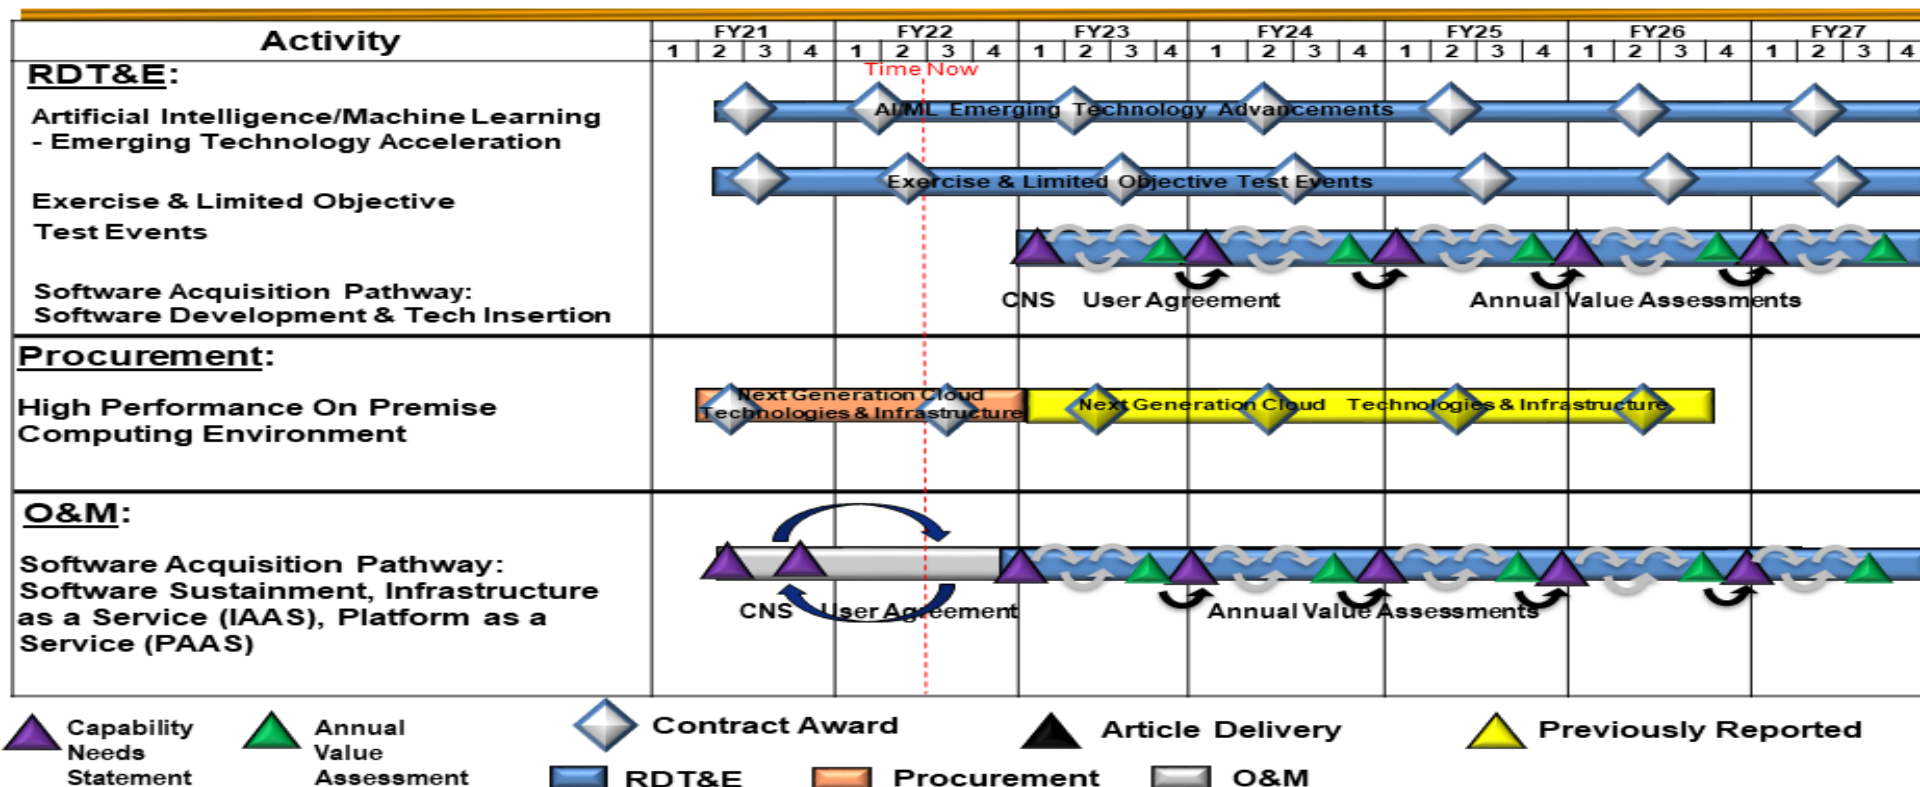 Activity
FY21 FY22 FY23 FY24 FY25 FY26 FY27
1 2 3 4 1 2 3 4 1 2 3 4 1 2 3 4 1 2 3 4 1 2 3 4 1 2 3 4
Time Now
RDT&E:
Artificial Intelligence/Machine Learning
- Emerging Technology Acceleration
AI/ML Emerging Technology Advancements
Exercise & Limited Objective
Test Events
Exercise & Limited Objective Test Events
Software Acquisition Pathway:
Software Development & Tech Insertion
CNS User Agreement Annual Value Assessments
Procurement:
High Performance On Premise
Computing Environment
Next Generation Cloud
Technologies & Infrastructure
Next Generation Cloud Technologies & Infrastructure
O&M:
Software Acquisition Pathway:
Software Sustainment, Infrastructure
as a Service (IAAS), Platform as a
Service (PAAS)
CNS User Agreement Annual Value Assessments
Capability
Needs
Statement
Annual
Value
Assessment
Contract Award
Article Delivery
Previously Reported
RDT&E
Procurement
O&M